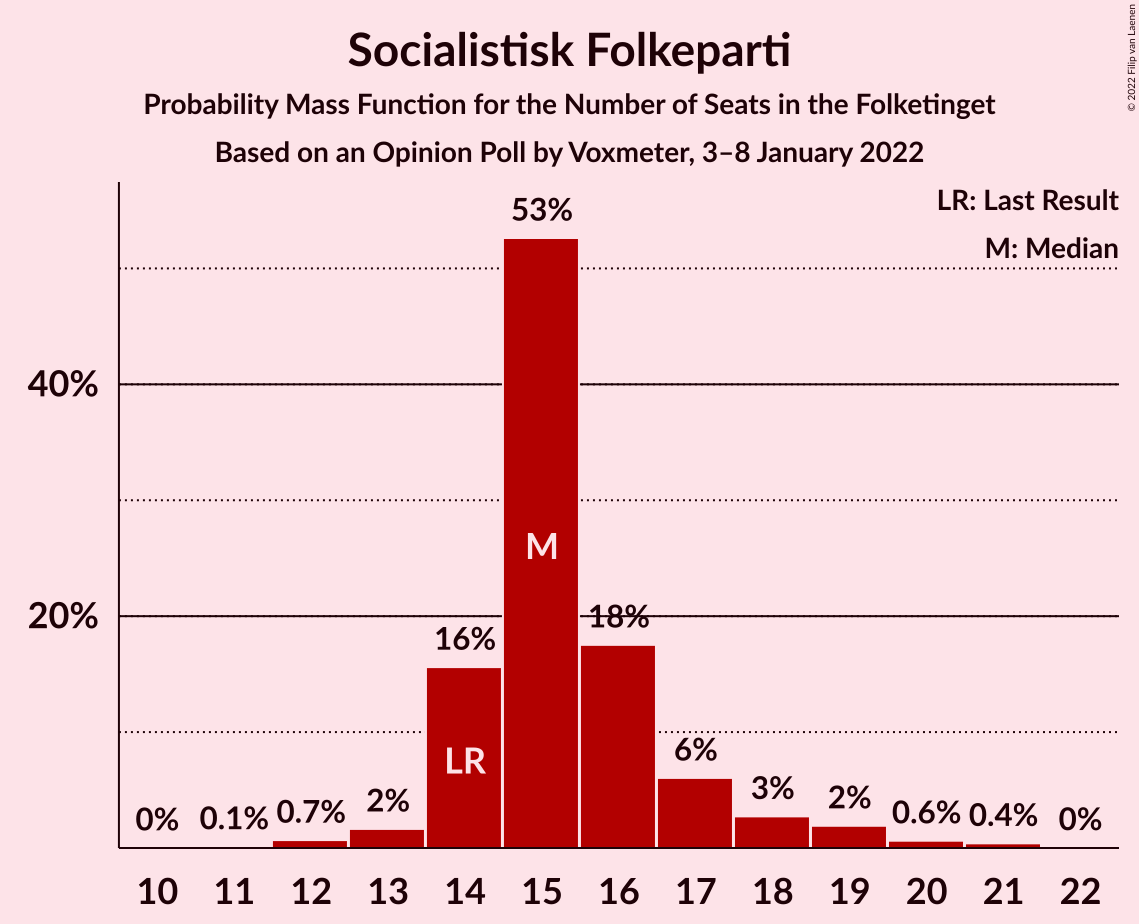 Socialistisk Folkeparti
Probability Mass Function for the Number of Seats in the Folketinget
Based on an Opinion Poll by Voxmeter, 3–8 January 2022
© 2022 Filip van Laenen
LR: Last Result
M: Median
40%
20%
0%
0.1%
0.7%
2%
16%
53%
18%
6%
3%
2%
0.6%
0.4%
0%
LR
M
10 11 12 13 14 15 16 17 18 19 20 21 22